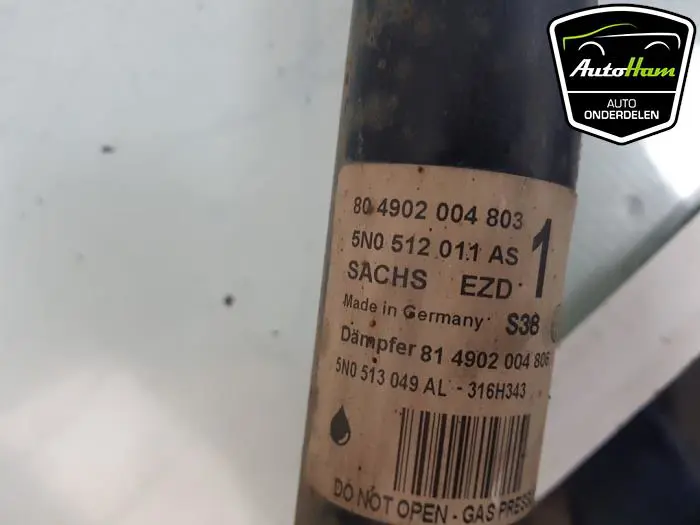 AutoHam
AUTO
ONDERDELEN
80 4902 004 803
5N0 512 011 AS
1
SACHS EZD
Made in Germany S38
Dämpfer 81 4902 004 806
5N0 513 049 AL - 316H343
DO NOT OPEN - GAS PRESSU